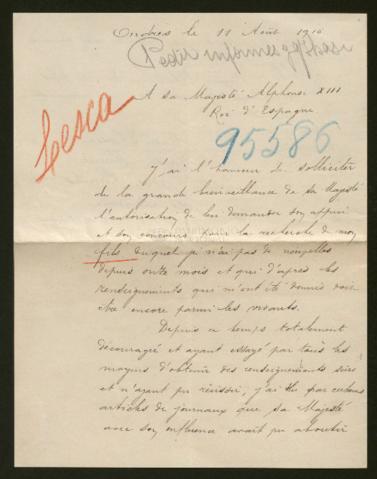 Ondres le 11 Août 1916
Pedir informes
A sa Majesté Alphonse XIII
Roi d'Espagne
Lesca
95586
J'ai l'honneur de solliciter
de la grande bienveillance de sa Majesté
l'autorisation de lui demander son appui
et son concours pour la recherche de mon
fils duquel je n'ai pas de nouvelles
depuis onze mois et qui d'après les
renseignements qui m'ont été donnés doit
être encore parmi les vivants.
Depuis ce temps totalement
découragé et ayant essayé par tous les
moyens d'obtenir des renseignements sûrs
et n'ayant pu réussir, j'ai lu par certains
articles de journaux que sa Majesté
avec son influence avait pu aboutir